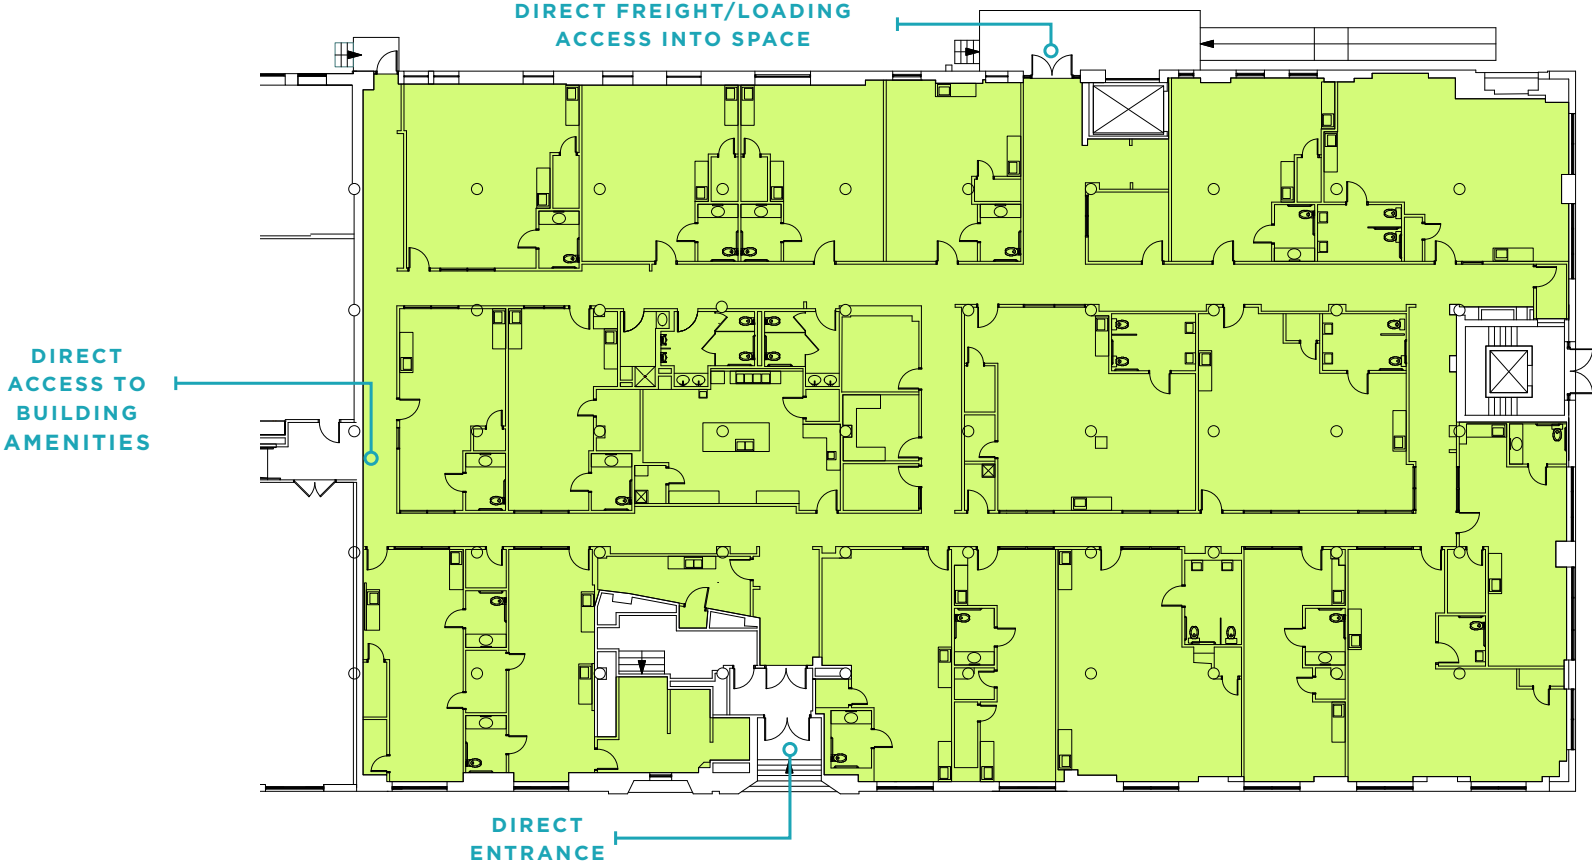 DIRECT FREIGHT/LOADING
ACCESS INTO SPACE
DIRECT
ACCESS TO
BUILDING
AMENITIES
DIRECT
ENTRANCE